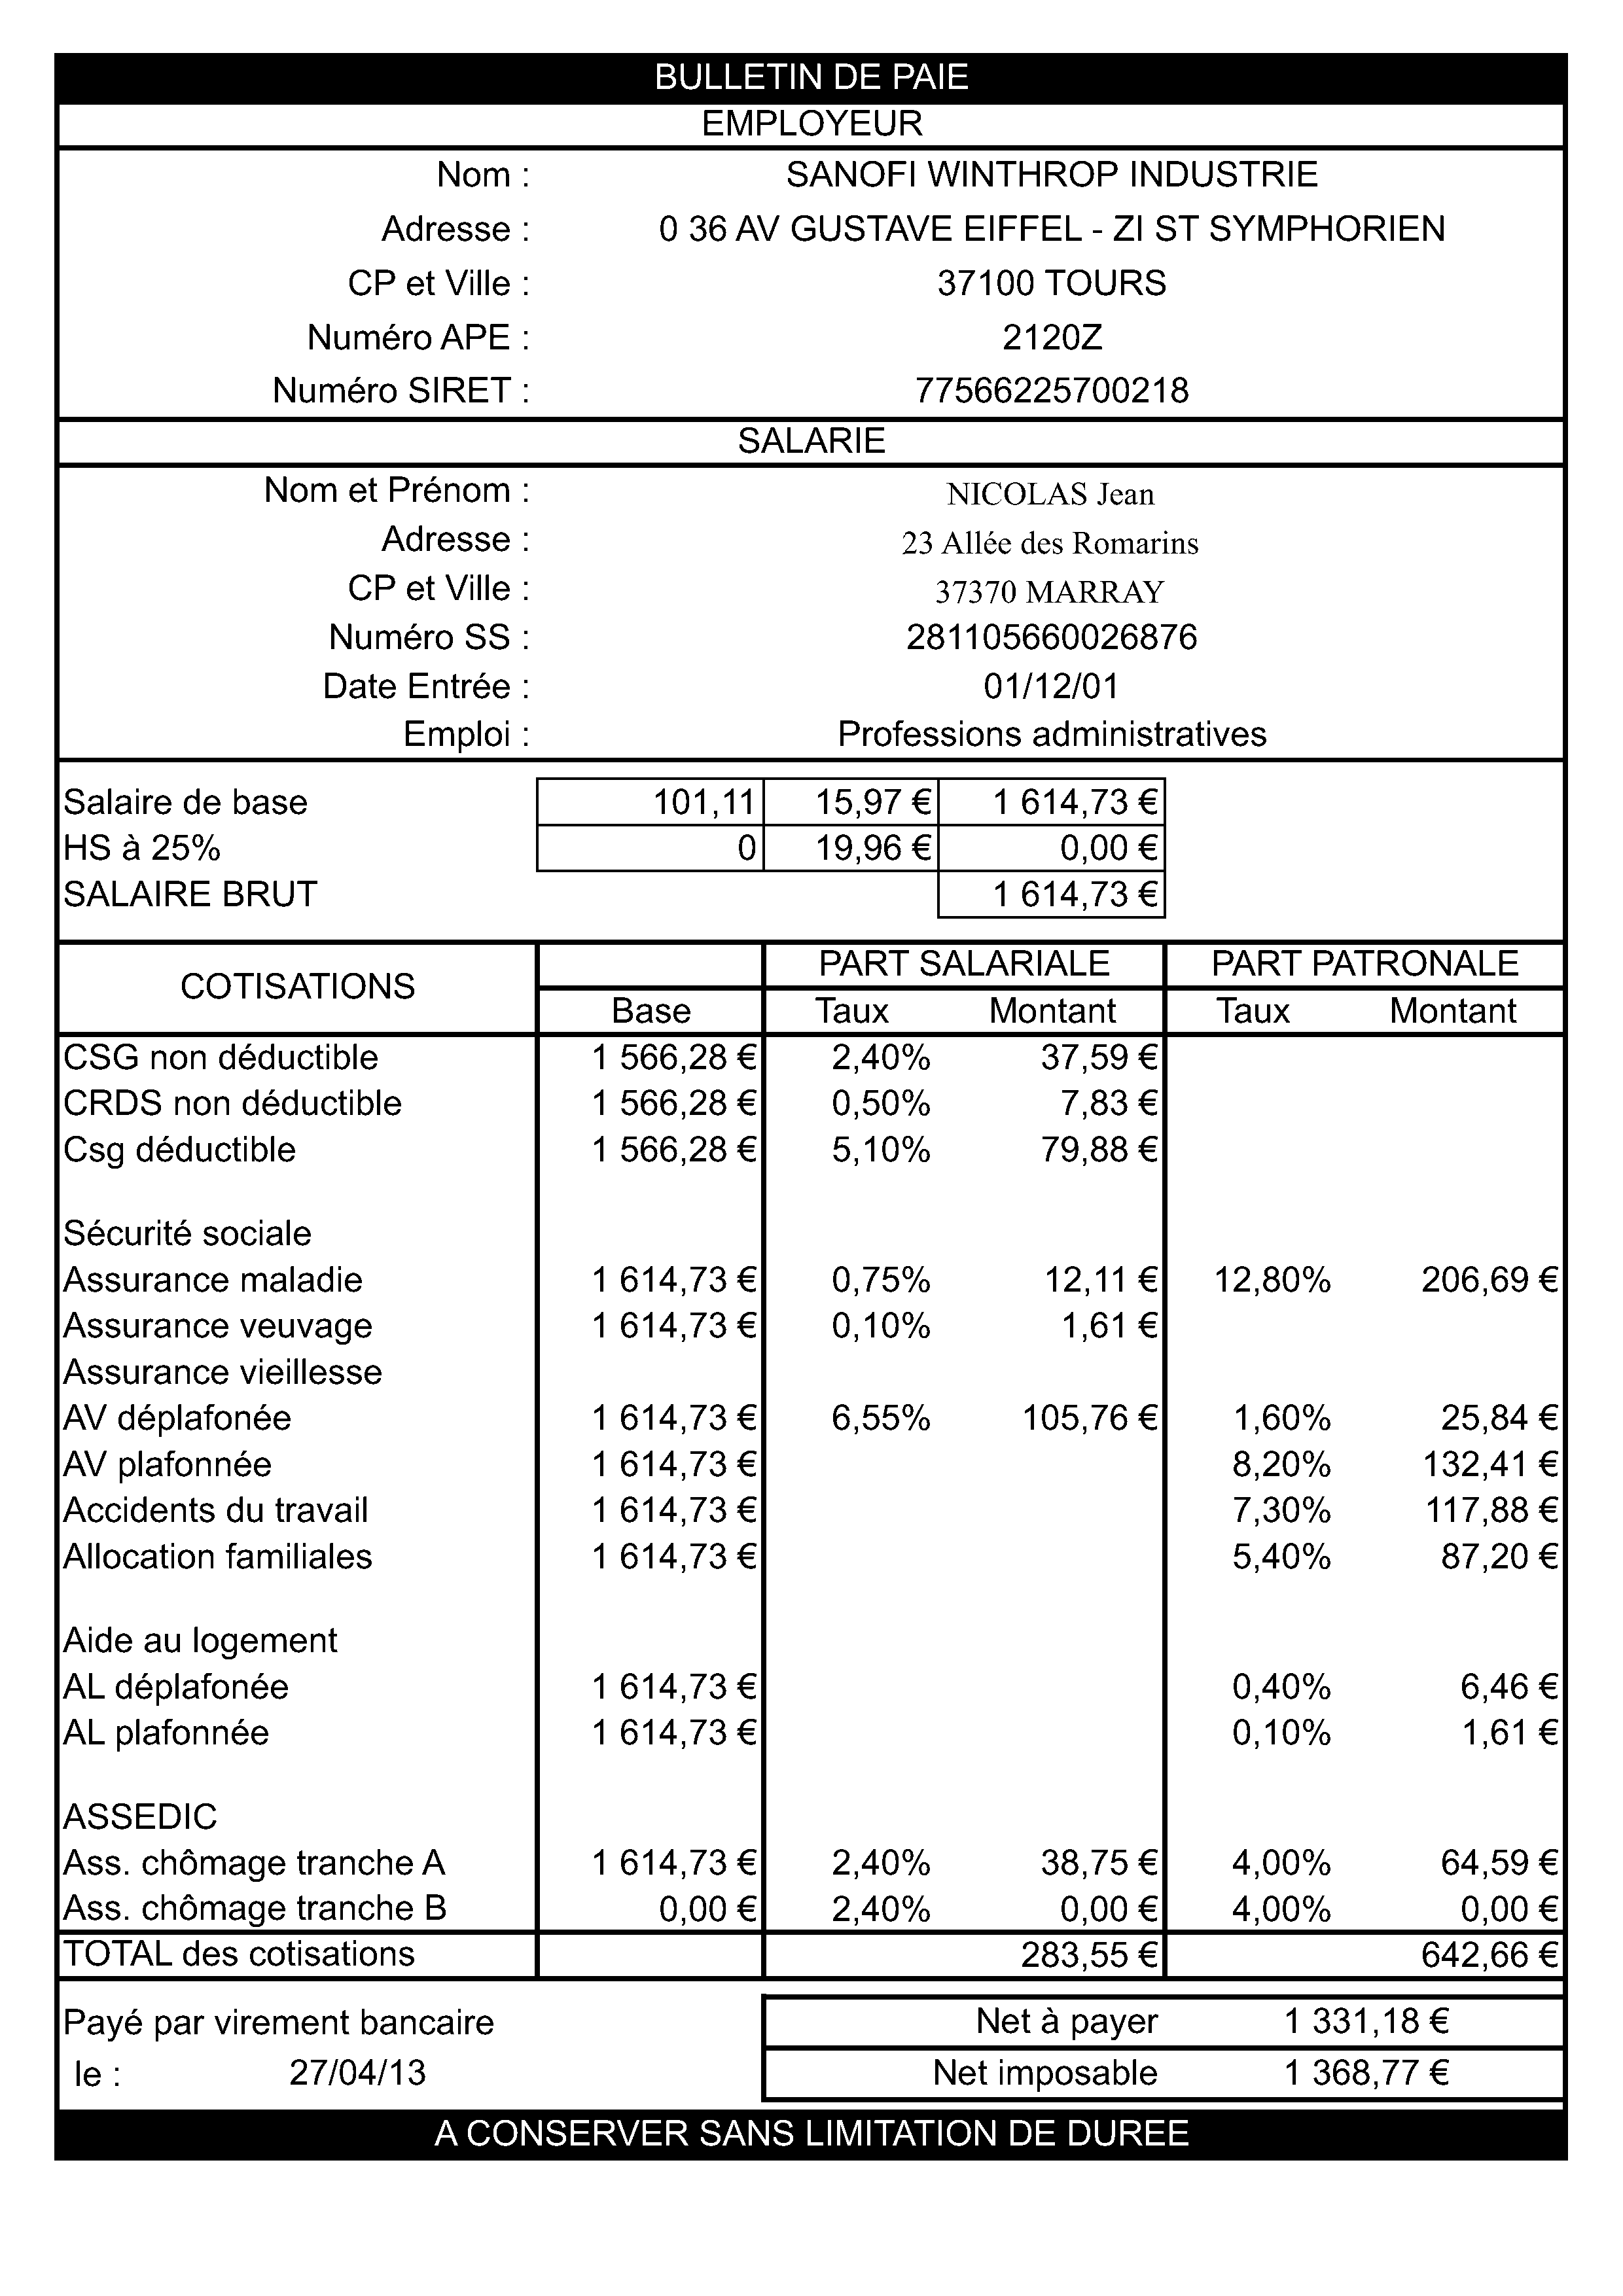 BULLETIN DE PAIE
EMPLOYEUR
Nom : SANOFI WINTHROP INDUSTRIE
Adresse : 0 36 AV GUSTAVE EIFFEL - ZI ST SYMPHORIEN
CP et Ville : 37100 TOURS
Numéro APE : 2120Z
Numéro SIRET : 77566225700218
SALARIE
Nom et Prénom : NICOLAS Jean
Adresse : 23 Allée des Romarins
CP et Ville : 37370 MARRAY
Numéro SS : 281105660026876
Date Entrée : 01/12/01
Emploi : Professions administratives
Salaire de base 101,11 15,97 € 1 614,73 €
HS à 25% 0 19,96 € 0,00 €
SALAIRE BRUT 1 614,73 €
PART SALARIALE PART PATRONALE
COTISATIONS
Base Taux Montant Taux Montant
CSG non déductible 1 566,28 € 2,40% 37,59 €
CRDS non déductible 1 566,28 € 0,50% 7,83 €
Csg déductible 1 566,28 € 5,10% 79,88 €
Sécurité sociale
Assurance maladie 1 614,73 € 0,75% 12,11 € 12,80% 206,69 €
Assurance veuvage 1 614,73 € 0,10% 1,61 €
Assurance vieillesse
AV déplafonée 1 614,73 € 6,55% 105,76 € 1,60% 25,84 €
AV plafonnée 1 614,73 € 8,20% 132,41 €
Accidents du travail 1 614,73 € 7,30% 117,88 €
Allocation familiales 1 614,73 € 5,40% 87,20 €
Aide au logement
AL déplafonée 1 614,73 € 0,40% 6,46 €
AL plafonnée 1 614,73 € 0,10% 1,61 €
ASSEDIC
Ass. chômage tranche A 1 614,73 € 2,40% 38,75 € 4,00% 64,59 €
Ass. chômage tranche B 0,00 € 2,40% 0,00 € 4,00% 0,00 €
TOTAL des cotisations 283,55 € 642,66 €
Payé par virement bancaire Net à payer 1 331,18 €
le : 27/04/13 Net imposable 1 368,77 €
A CONSERVER SANS LIMITATION DE DUREE